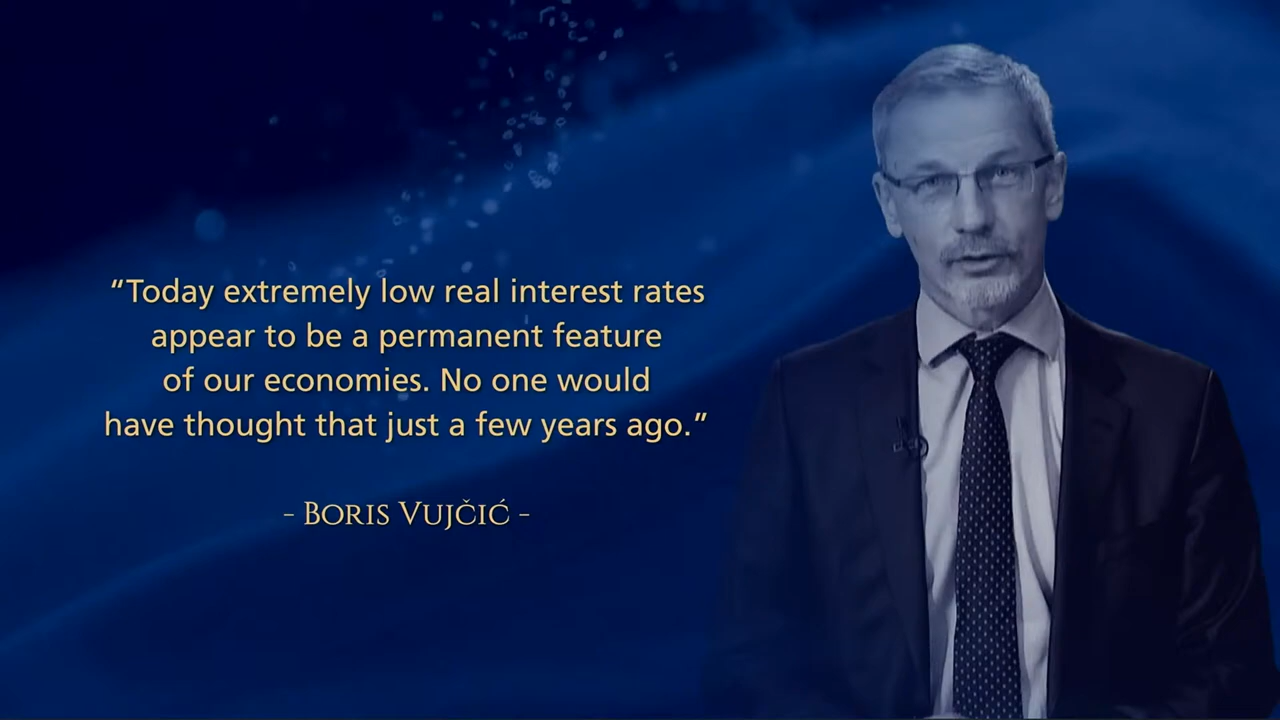 “Today extremely low real interest rates
appear to be a permanent feature
of our economies. No one would
have thought that just a few years ago.”
- Boris Vujčić -